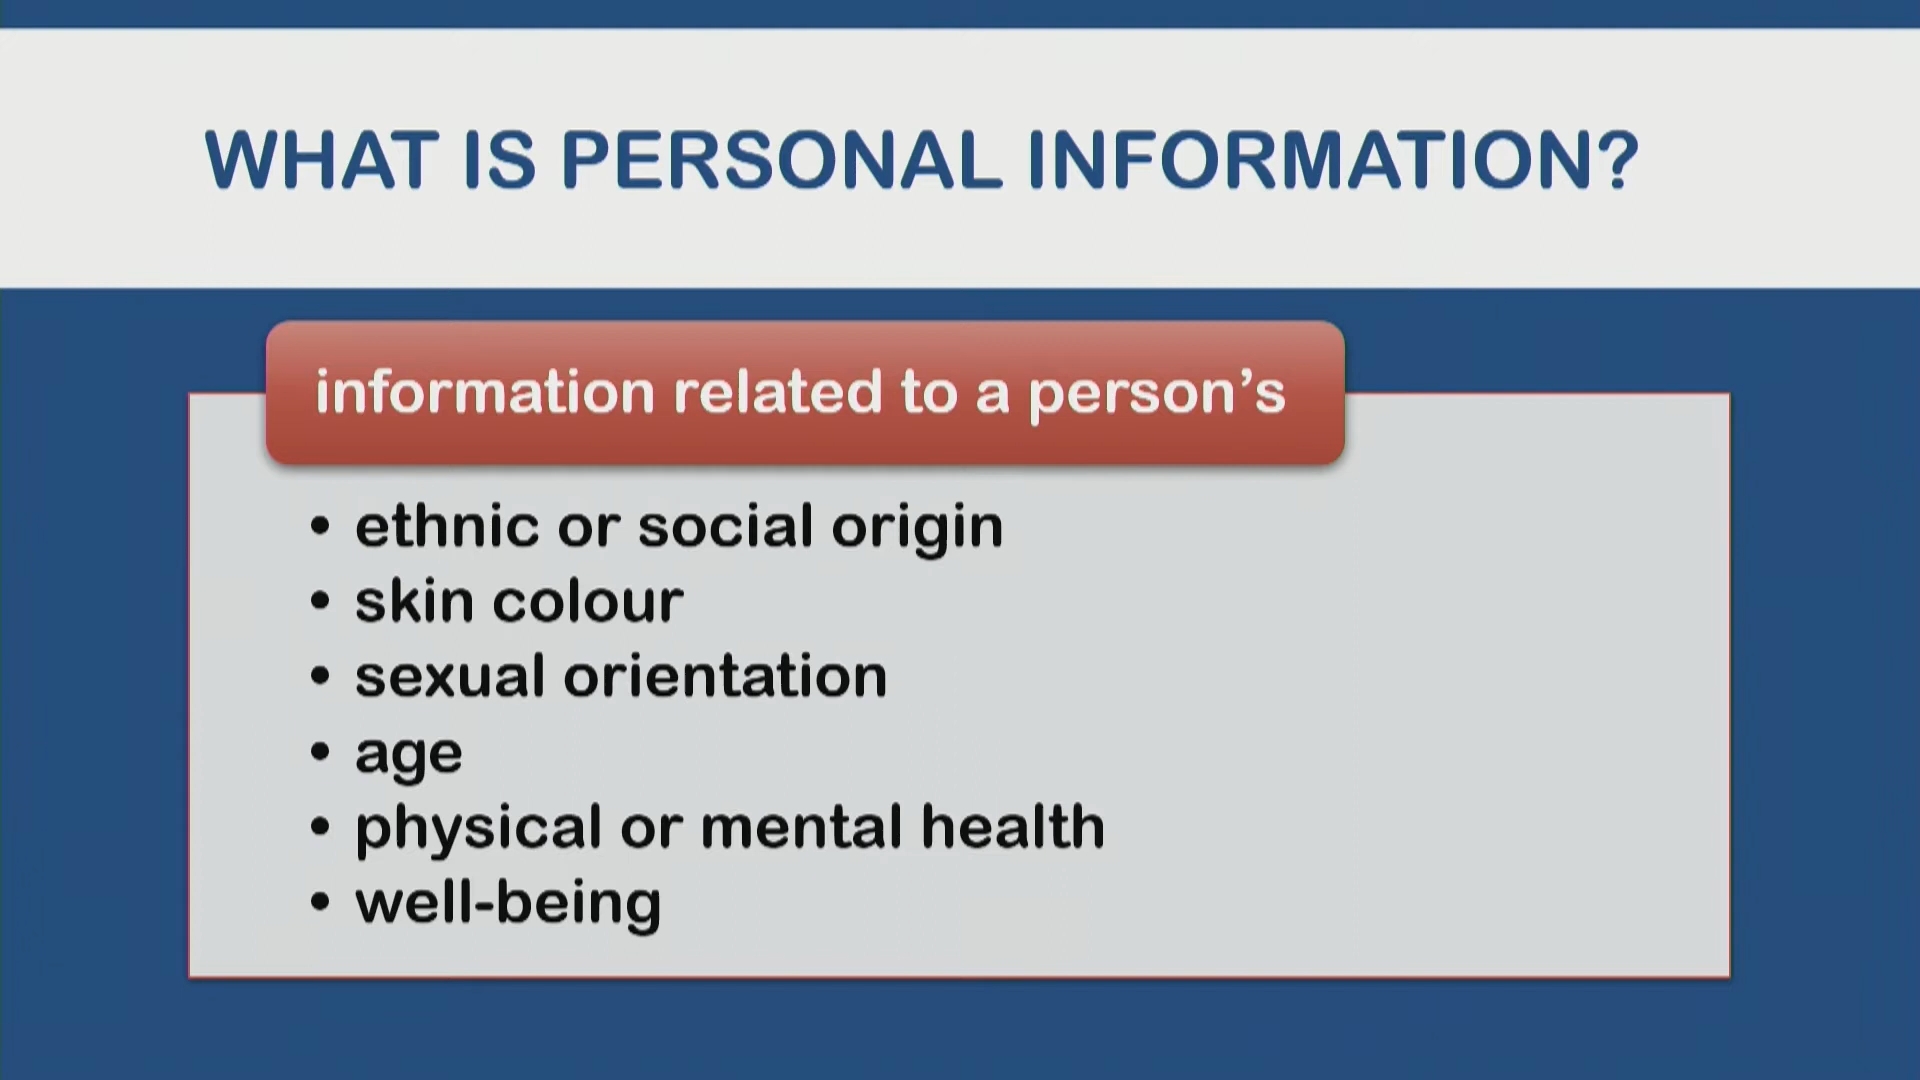 WHAT IS PERSONAL INFORMATION?
information related to a person’s
• ethnic or social origin
• skin colour
• sexual orientation
• age
• physical or mental health
• well-being